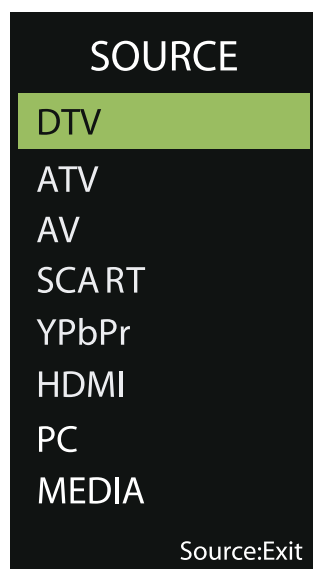 SOURCE
DTV
ATV
AV
SCART
YPbPr
HDMI
PC
MEDIA
Source:Exit